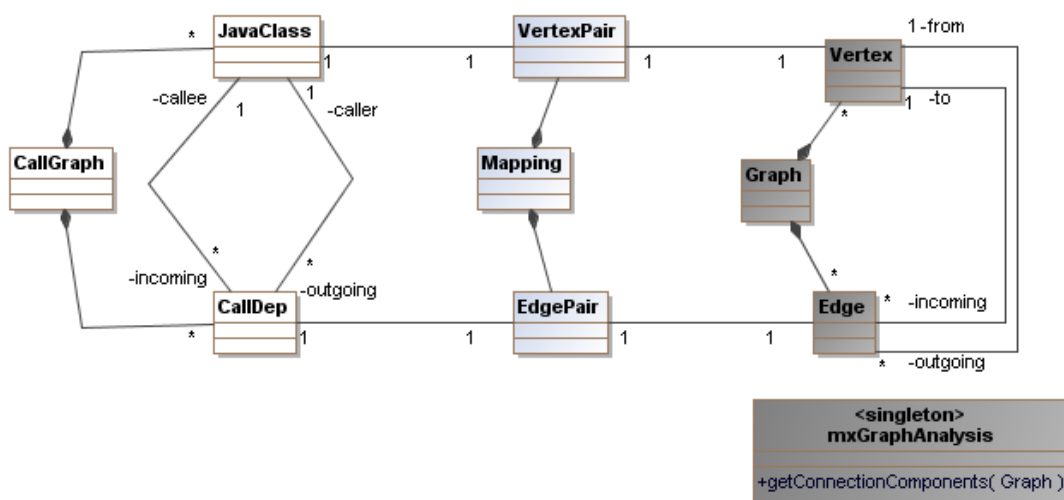 JavaClass
VertexPair
Vertex
1 -from
*
1
1
1
1
-callee
1
1
-caller
1
-to
*
CallGraph
Mapping
Graph
*
*
*
-incoming
-outgoing
CallDep
EdgePair
Edge
*
-incoming
*
1
1
1
1
*
-outgoing
<singleton>
mxGraphAnalysis
+getConnectionComponents( Graph )